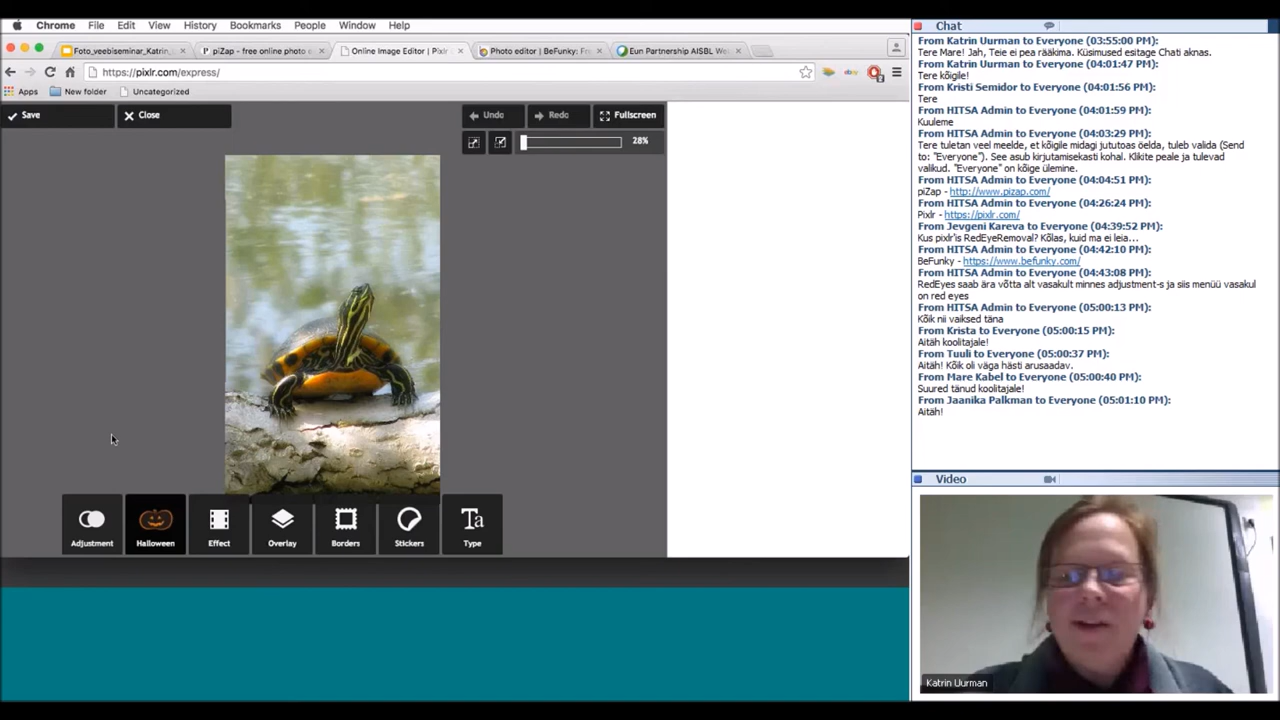 Chrome File Edit View History Bookmarks People Window Help
Foto_veebiseminar_Katrin_ piZap - free online photo e Online Image Editor | Pixlr Photo editor | BeFunky: Fre Eun Partnership AISBL Web
https://pixlr.com/express/
Apps New folder Uncategorized
Save Close Undo Redo Fullscreen
28%
Adjustment Halloween Effect Overlay Borders Stickers Type
Chat
From Katrin Uurman to Everyone (03:55:00 PM):
Tere Mare! Jah, Teie ei pea rääkima. Küsimused esitage Chati aknas.
From Katrin Uurman to Everyone (04:01:47 PM):
Tere kõigile!
From Kristi Semidor to Everyone (04:01:56 PM):
Tere
From HITSA Admin to Everyone (04:01:59 PM):
Kuuleme
From HITSA Admin to Everyone (04:03:29 PM):
Tere tuletan veel meelde, et kõigile midagi jututoas öelda, tuleb valida (Send
to: "Everyone"). See asub kirjutamisekasti kohal. Klikite peale ja tulevad
valikud. "Everyone" on kõige ülemine.
From HITSA Admin to Everyone (04:04:51 PM):
piZap - http://www.pizap.com/
From HITSA Admin to Everyone (04:26:24 PM):
Pixlr - https://pixlr.com/
From Jevgeni Kareva to Everyone (04:39:52 PM):
Kus pixlr'is RedEyeRemoval? Kõlas, kuid ma ei leia...
From HITSA Admin to Everyone (04:42:10 PM):
BeFunky - https://www.befunky.com/
From HITSA Admin to Everyone (04:43:08 PM):
RedEyes saab ära võtta alt vasakult minnes adjustment-s ja siis menüü vasakul
on red eyes
From HITSA Admin to Everyone (05:00:13 PM):
Kõik nii vaiksed täna
From Krista to Everyone (05:00:15 PM):
Aitäh koolitajale!
From Tuuli to Everyone (05:00:37 PM):
Aitäh! Kõik oli väga hästi arusaadav.
From Mare Kabel to Everyone (05:00:40 PM):
Suured tänud koolitajale!
From Jaanika Palkman to Everyone (05:01:10 PM):
Aitäh!
Video
Katrin Uurman